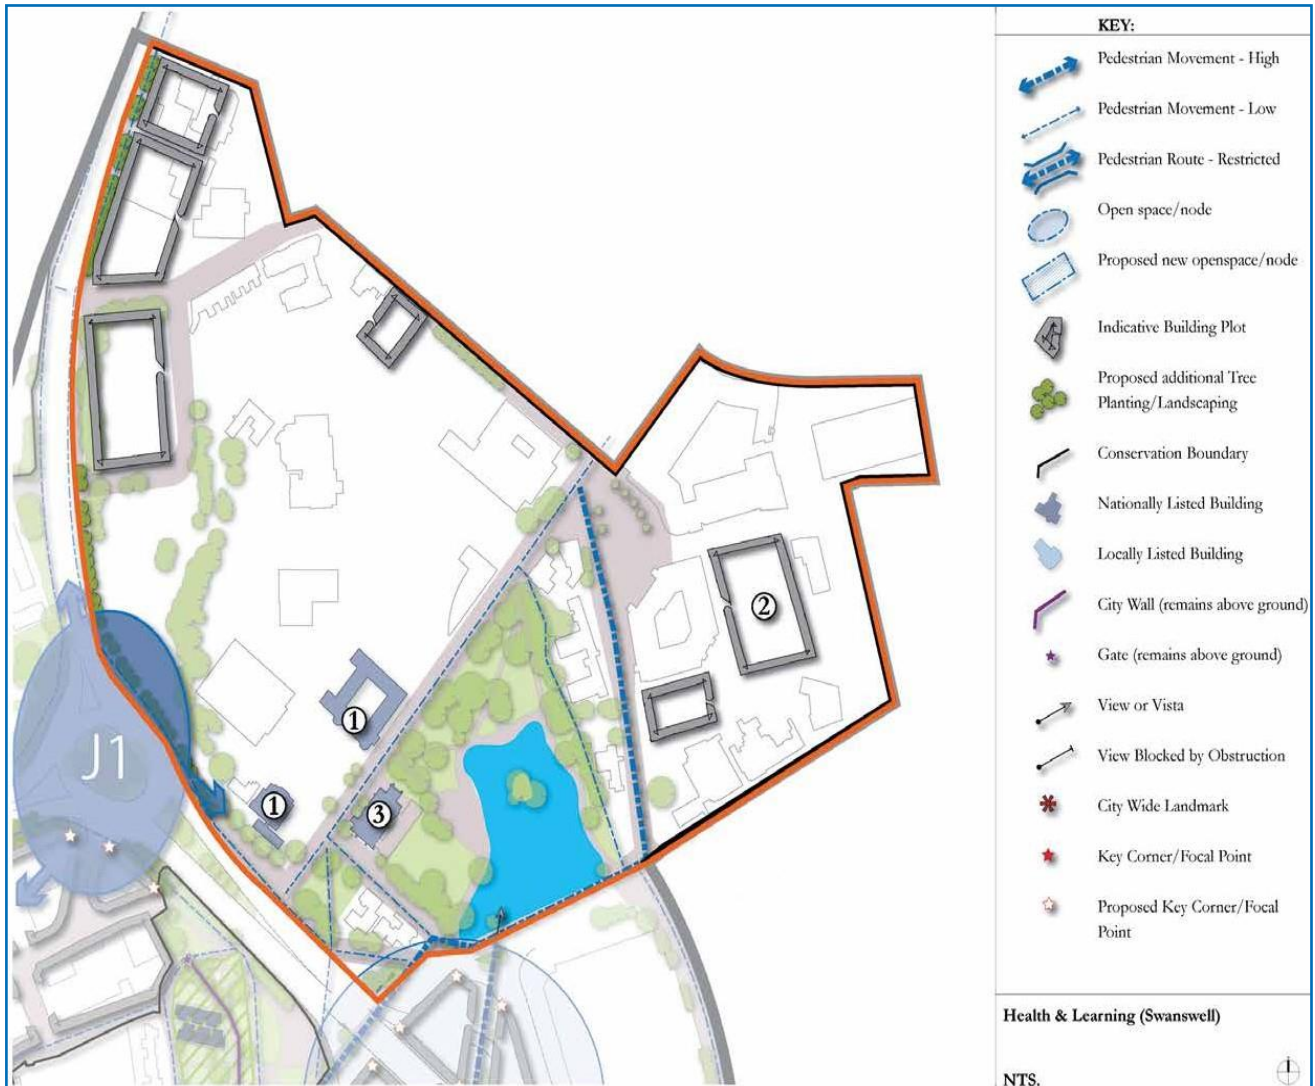 KEY:
Pedestrian Movement - High
Pedestrian Movement - Low
Pedestrian Route - Restricted
Open space/node
Proposed new openspace/node
Indicative Building Plot
Proposed additional Tree
Planting/Landscaping
Conservation Boundary
Nationally Listed Building
Locally Listed Building
City Wall (remains above ground)
Gate (remains above ground)
View or Vista
View Blocked by Obstruction
City Wide Landmark
Key Corner/Focal Point
Proposed Key Corner/Focal
Point
Health & Learning (Swanswell)
NTS.
J1
1
1
2
3